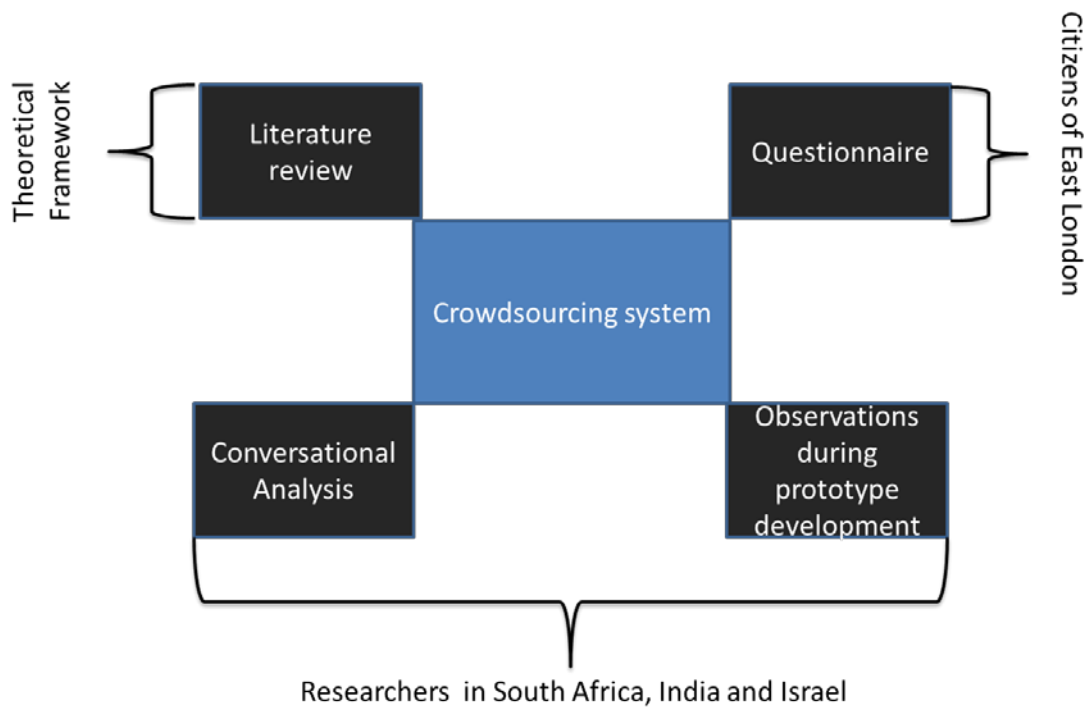 Theoretical
Framework
Literature
review
Questionnaire
Citizens of East London
Crowdsourcing system
Conversational
Analysis
Observations
during
prototype
development
Researchers  in South Africa, India and Israel